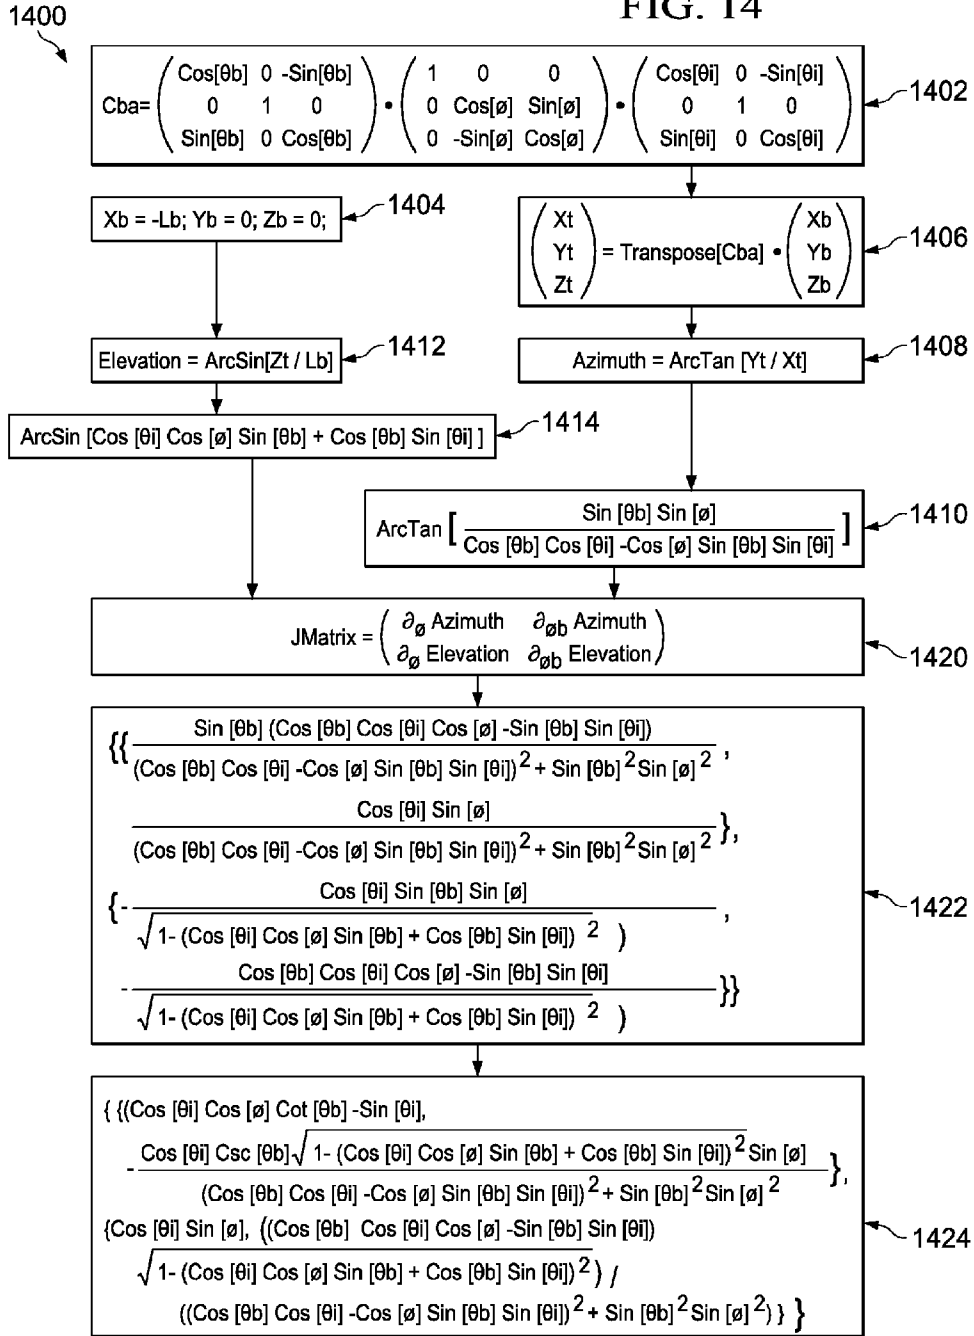 FIG. 14
1400
Cba= ( Cos[θb] 0 -Sin[θb] ) • ( 1 0 0 ) • ( Cos[θi] 0 -Sin[θi] )
( 0 1 0 ) ( 0 Cos[ø] Sin[ø] ) ( 0 1 0 )
( Sin[θb] 0 Cos[θb] ) ( 0 -Sin[ø] Cos[ø] ) ( Sin[θi] 0 Cos[θi] )
1402
Xb = -Lb; Yb = 0; Zb = 0;
1404
( Xt ) ( Xb )
( Yt ) = Transpose[Cba] • ( Yb )
( Zt ) ( Zb )
1406
Elevation = ArcSin[Zt / Lb]
1412
Azimuth = ArcTan [Yt / Xt]
1408
ArcSin [Cos [θi] Cos [ø] Sin [θb] + Cos [θb] Sin [θi] ]
1414
Sin [θb] Sin [ø]
ArcTan [ ]
Cos [θb] Cos [θi] -Cos [ø] Sin [θb] Sin [θi]
1410
JMatrix = ( ∂ø Azimuth ∂øb Azimuth )
( ∂ø Elevation ∂øb Elevation )
1420
{{ Sin [θb] (Cos [θb] Cos [θi] Cos [ø] -Sin [θb] Sin [θi])
(Cos [θb] Cos [θi] -Cos [ø] Sin [θb] Sin [θi])² + Sin [θb]² Sin [ø]² ,
Cos [θi] Sin [ø]
(Cos [θb] Cos [θi] -Cos [ø] Sin [θb] Sin [θi])² + Sin [θb]² Sin [ø]² },
{- Cos [θi] Sin [θb] Sin [ø]
√ 1- (Cos [θi] Cos [ø] Sin [θb] + Cos [θb] Sin [θi]) ² ) ,
- Cos [θb] Cos [θi] Cos [ø] -Sin [θb] Sin [θi]
√ 1- (Cos [θi] Cos [ø] Sin [θb] + Cos [θb] Sin [θi]) ² ) }}
1422
{ {(Cos [θi] Cos [ø] Cot [θb] -Sin [θi],
- Cos [θi] Csc [θb] √ 1- (Cos [θi] Cos [ø] Sin [θb] + Cos [θb] Sin [θi])² Sin [ø]
(Cos [θb] Cos [θi] -Cos [ø] Sin [θb] Sin [θi])² + Sin [θb]² Sin [ø]² },
{Cos [θi] Sin [ø], ((Cos [θb] Cos [θi] Cos [ø] -Sin [θb] Sin [θi])
√ 1- (Cos [θi] Cos [ø] Sin [θb] + Cos [θb] Sin [θi])² ) /
((Cos [θb] Cos [θi] -Cos [ø] Sin [θb] Sin [θi])² + Sin [θb]² Sin [ø]²) } }
1424